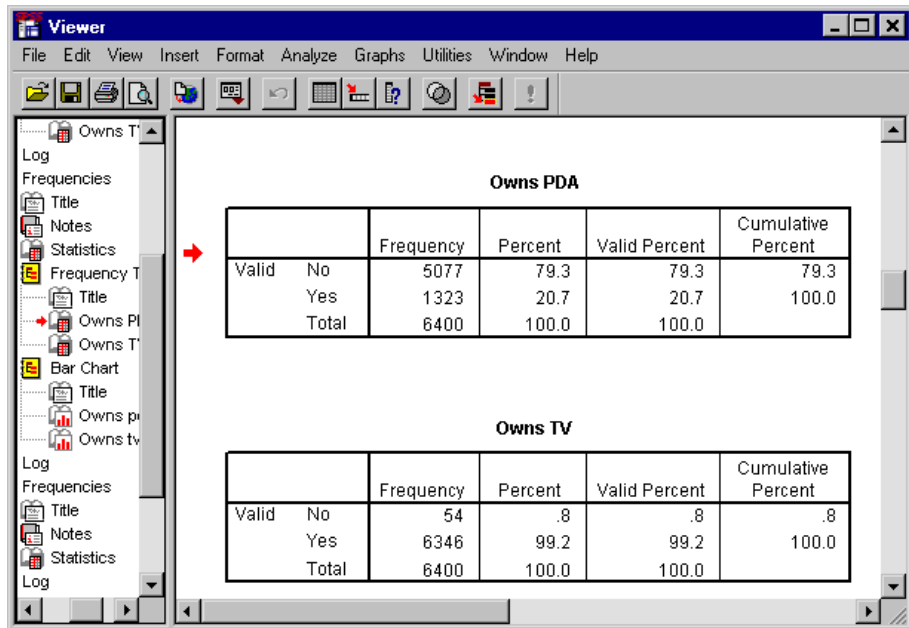 Viewer
File Edit View Insert Format Analyze Graphs Utilities Window Help
Owns T
Log
Frequencies
Title
Notes
Statistics
Frequency T
Title
Owns Pl
Owns T'
Bar Chart
Title
Owns p
Owns tv
Log
Frequencies
Title
Notes
Statistics
Log
Owns PDA
Frequency Percent Valid Percent Cumulative Percent
Valid No 5077 79.3 79.3 79.3
Yes 1323 20.7 20.7 100.0
Total 6400 100.0 100.0
Owns TV
Frequency Percent Valid Percent Cumulative Percent
Valid No 54 .8 .8 .8
Yes 6346 99.2 99.2 100.0
Total 6400 100.0 100.0